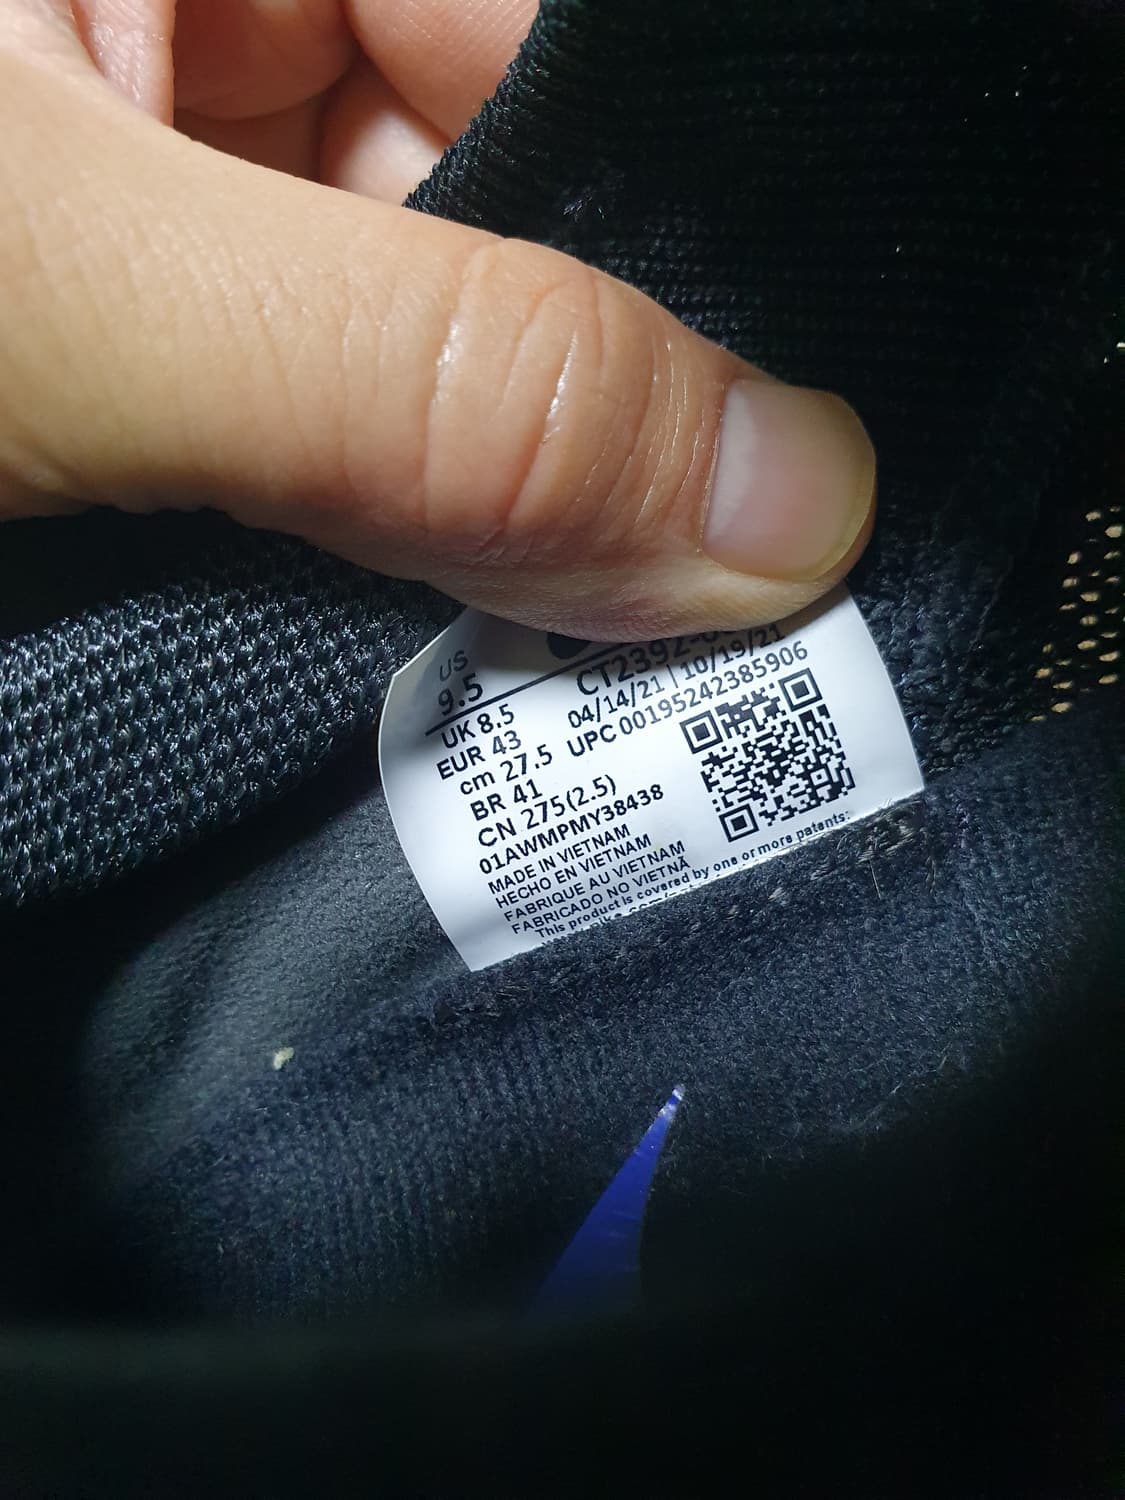 US
9.5
UK 8.5
EUR 43
cm 27.5
BR 41
CN 275(2.5)
CT2392-0
04/14/21 | 10/19/21
UPC 00195242385906
01AWMPMY38438
MADE IN VIETNAM
HECHO EN VIETNAM
FABRIQUE AU VIETNAM
FABRICADO NO VIETNÃ
This product is covered by one or more patents: